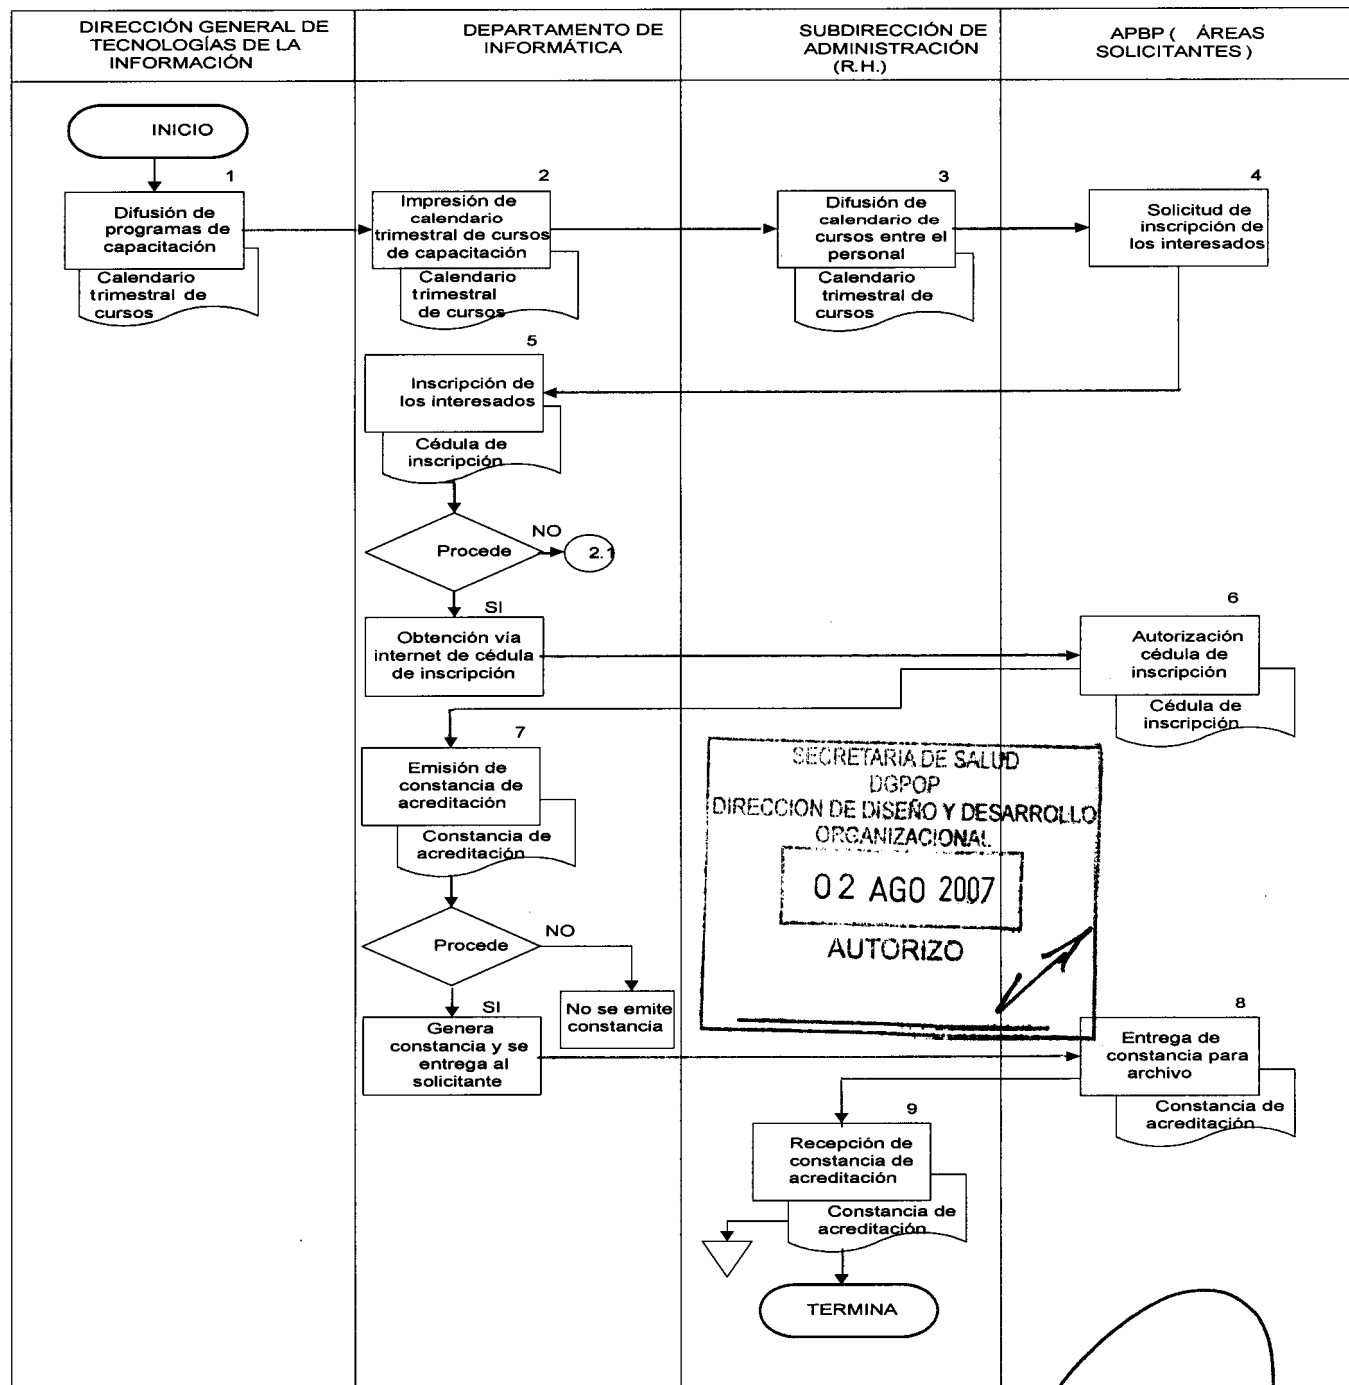 DIRECCIÓN GENERAL DE
TECNOLOGÍAS DE LA
INFORMACIÓN
DEPARTAMENTO DE
INFORMÁTICA
SUBDIRECCIÓN DE
ADMINISTRACIÓN
(R.H.)
APBP ( ÁREAS
SOLICITANTES )
INICIO
1
Difusión de
programas de
capacitación
Calendario
trimestral de
cursos
2
Impresión de
calendario
trimestral de cursos
de capacitación
Calendario
trimestral
de cursos
3
Difusión de
calendario de
cursos entre el
personal
Calendario
trimestral de
cursos
4
Solicitud de
inscripción de
los interesados
5
Inscripción de
los interesados
Cédula de
inscripción
Procede
NO
2.1
SI
Obtención vía
internet de cédula
de inscripción
6
Autorización
cédula de
inscripción
Cédula de
inscripción
7
Emisión de
constancia de
acreditación
Constancia de
acreditación
SECRETARIA DE SALUD
DGPOP
DIRECCION DE DISEÑO Y DESARROLLO
ORGANIZACIONAL
02 AGO 2007
AUTORIZO
Procede
NO
No se emite
constancia
SI
Genera
constancia y se
entrega al
solicitante
8
Entrega de
constancia para
archivo
Constancia de
acreditación
9
Recepción de
constancia de
acreditación
Constancia de
acreditación
TERMINA